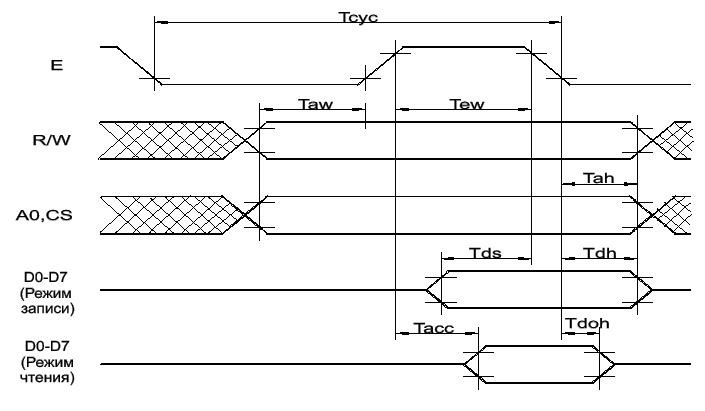 Tcyc
E
Taw
Tew
R/W
Tah
A0,CS
Tds
Tdh
D0-D7
(Режим
записи)
Tacc
Tdoh
D0-D7
(Режим
чтения)